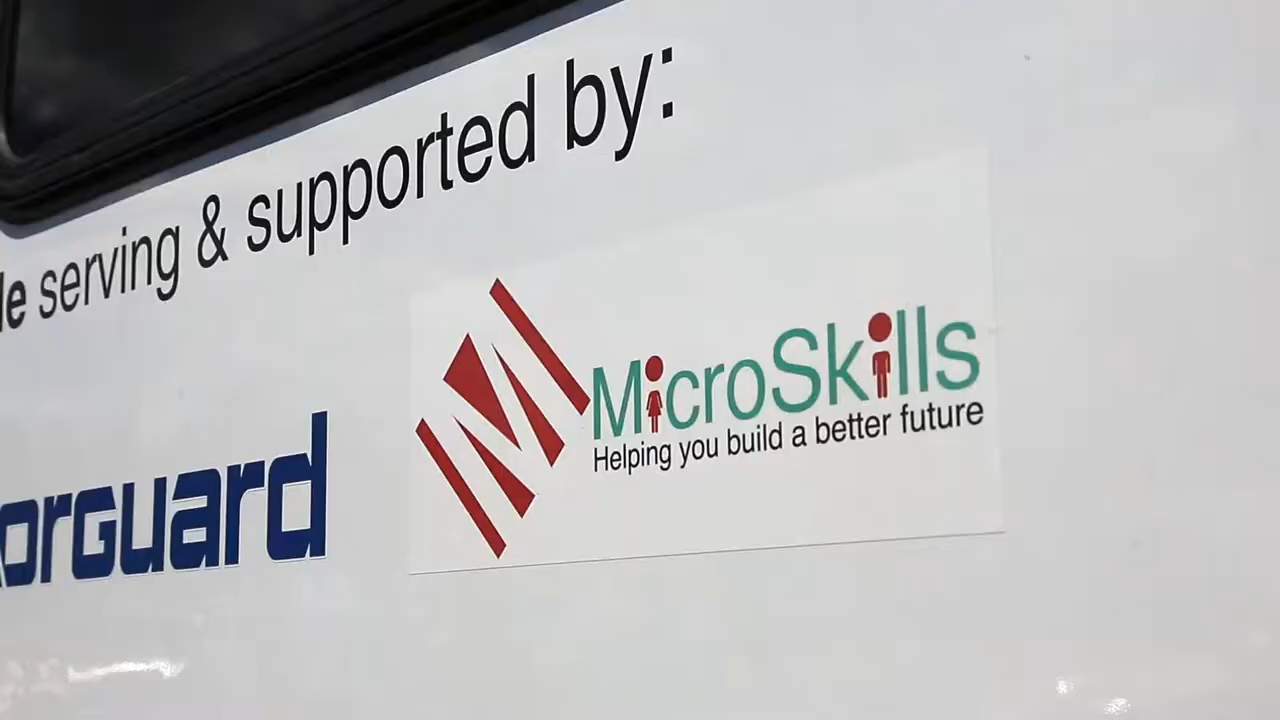 serving & supported by:
MicroSkills
Helping you build a better future